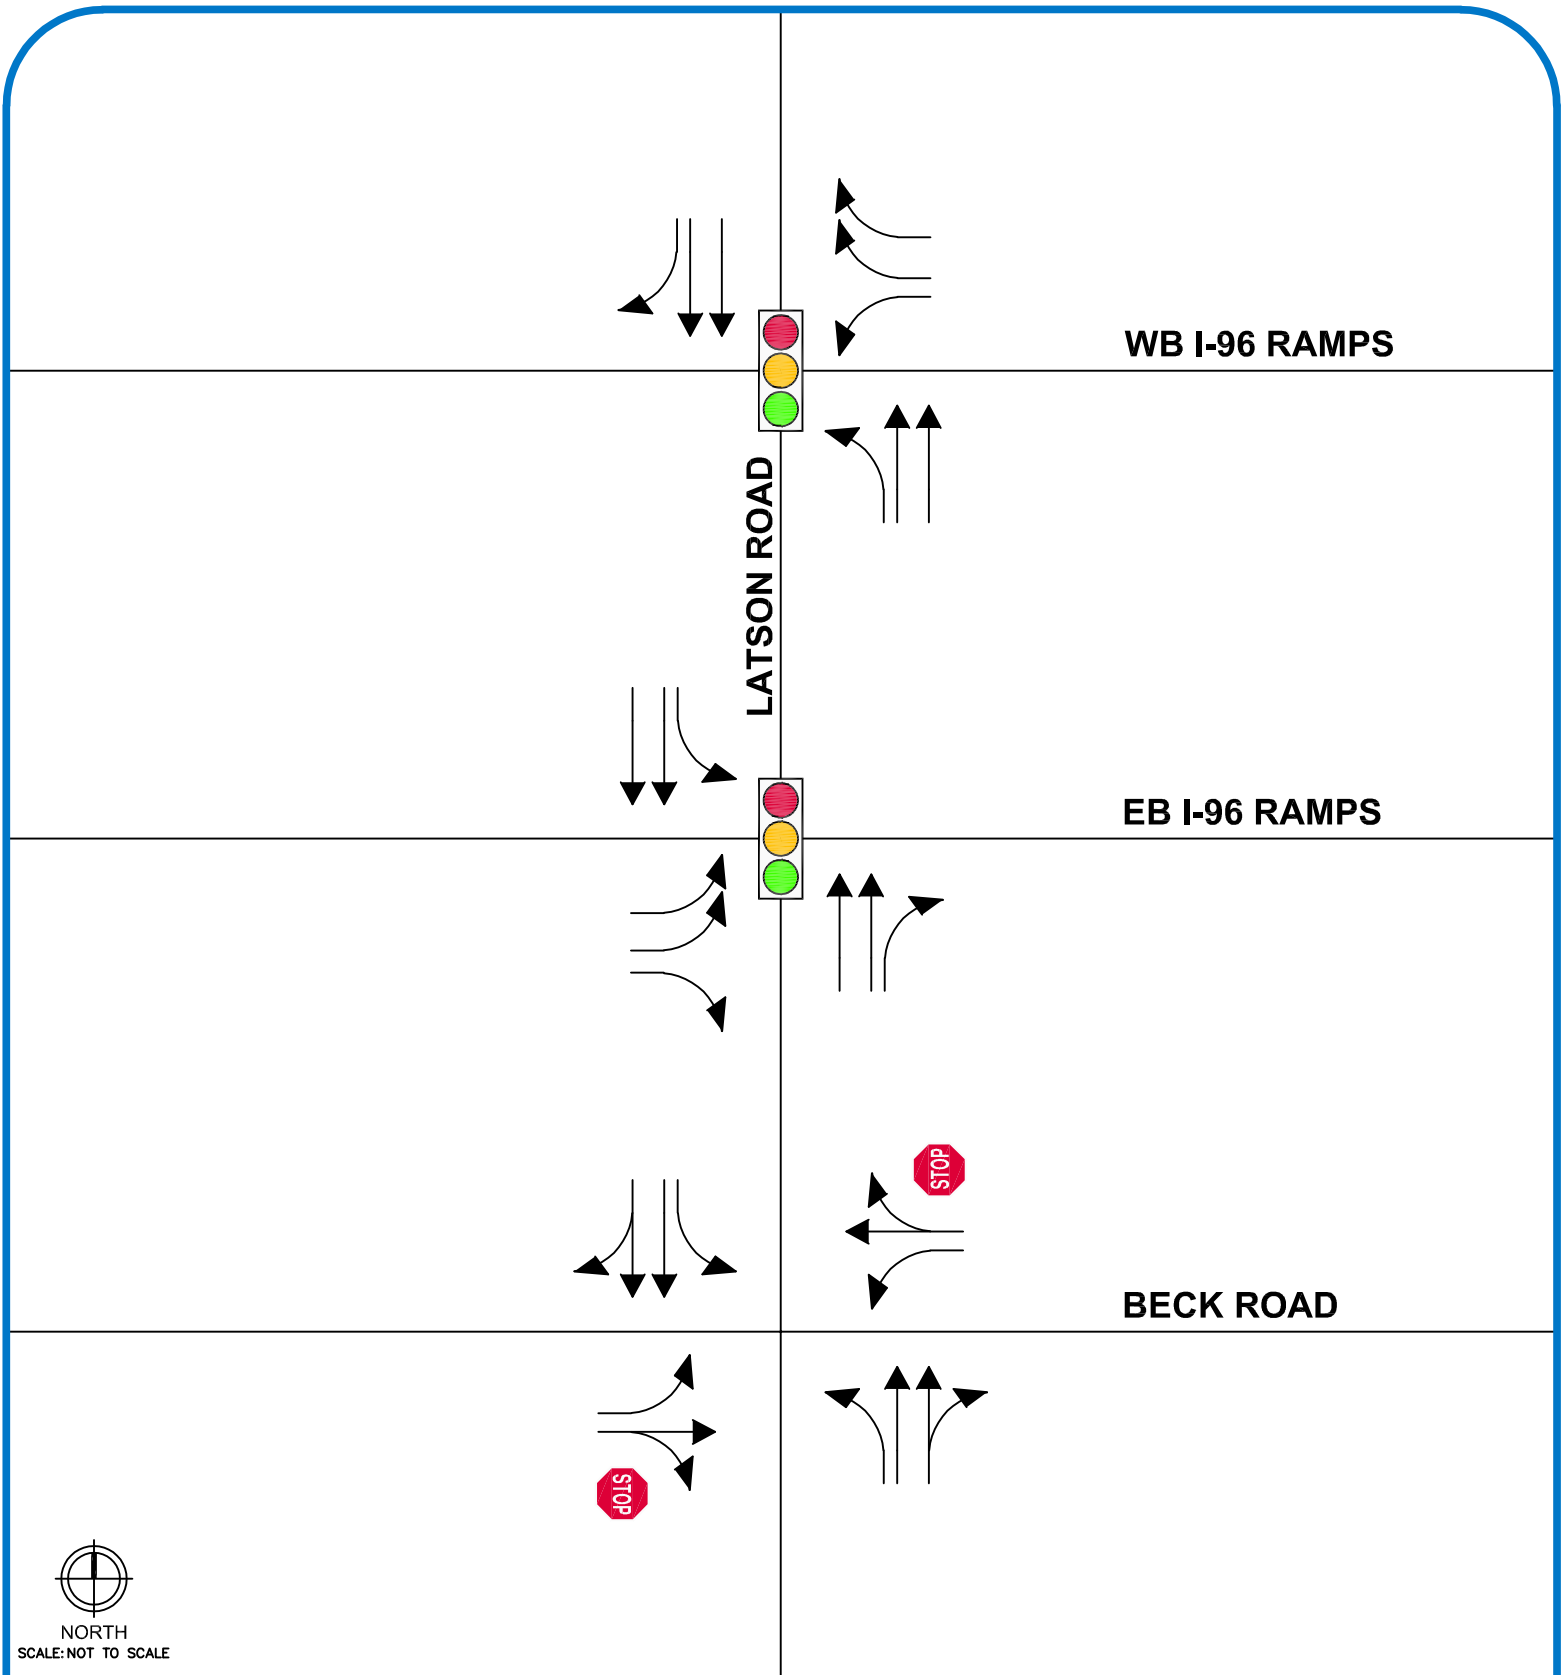 WB I-96 RAMPS
LATSON ROAD
EB I-96 RAMPS
STOP
BECK ROAD
STOP
NORTH
SCALE: NOT TO SCALE